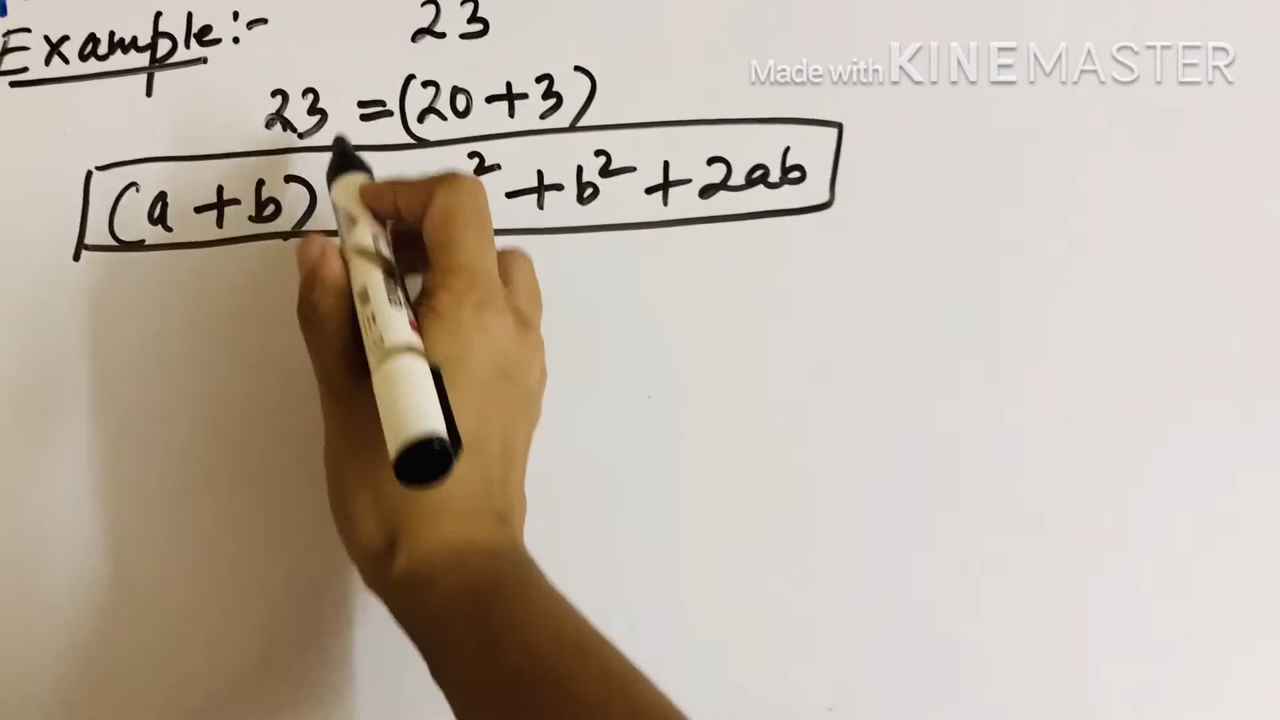 Example:- 23
Made with KINEMASTER
23 = (20 + 3)
(a + b) ² + b² + 2ab